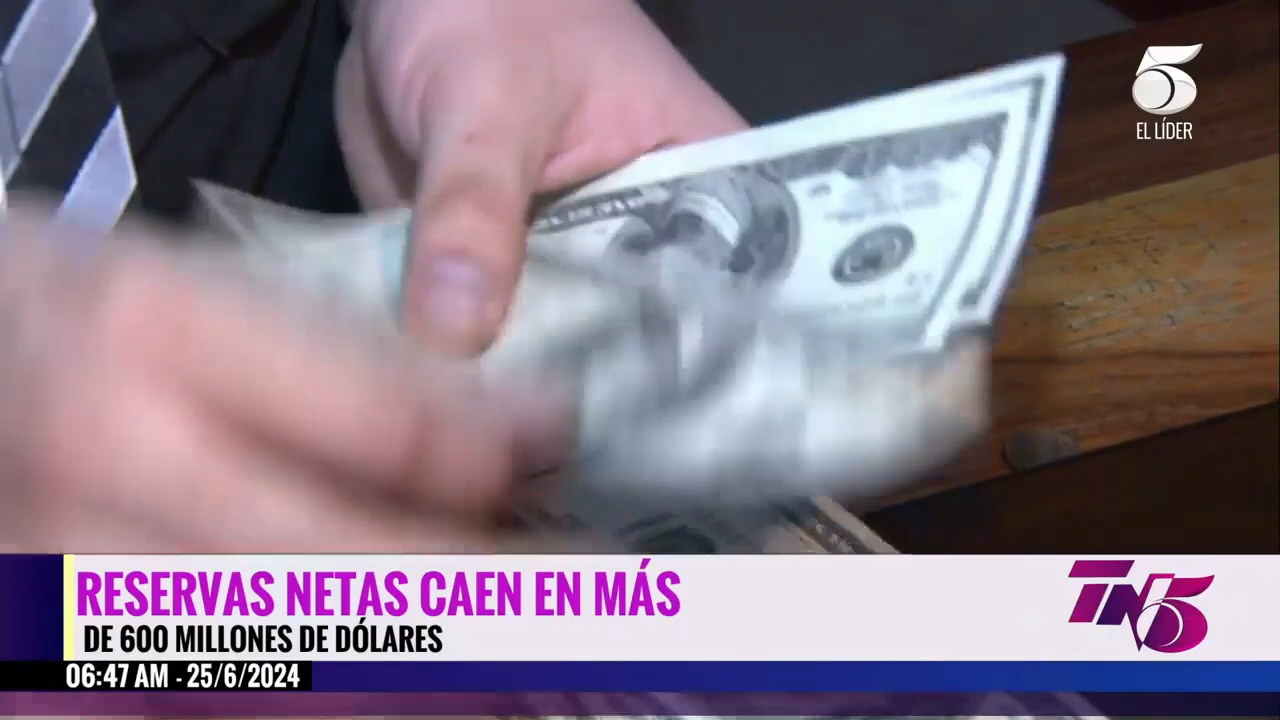 5
EL LÍDER
RESERVAS NETAS CAEN EN MÁS
DE 600 MILLONES DE DÓLARES
TN5
06:47 AM - 25/6/2024